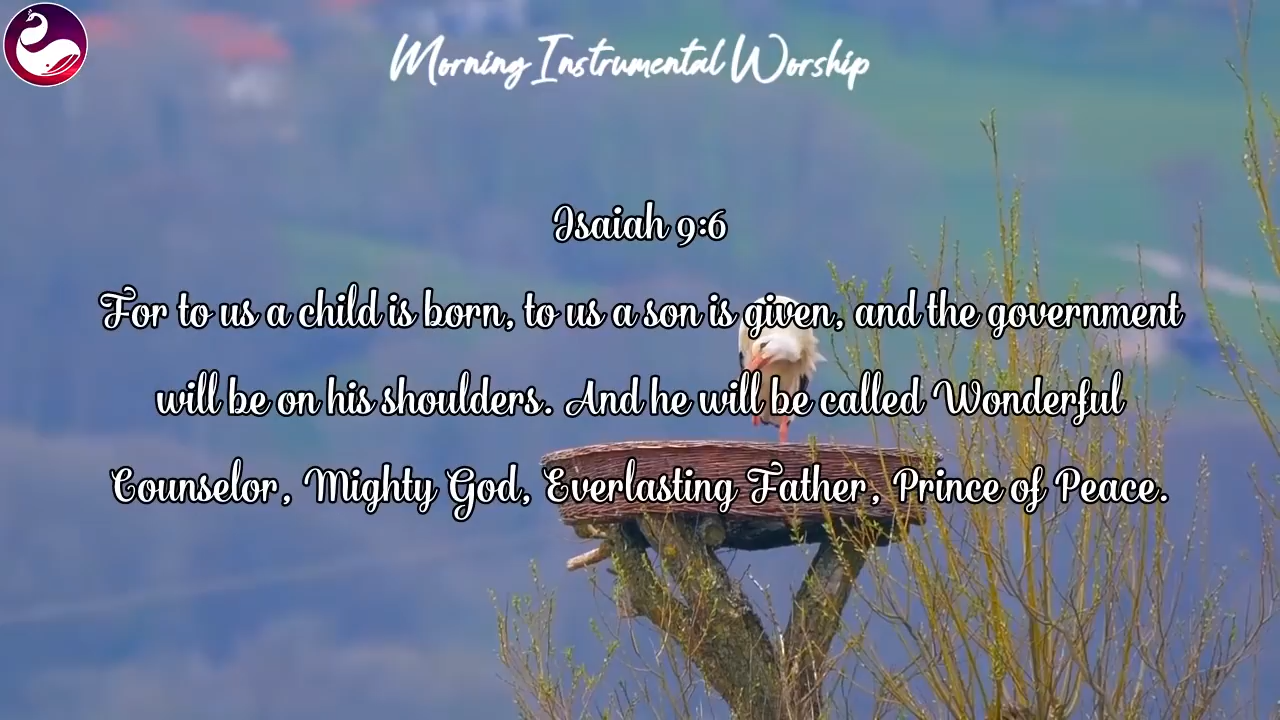 Morning Instrumental Worship
Isaiah 9:6
For to us a child is born, to us a son is given, and the government
will be on his shoulders. And he will be called Wonderful
Counselor, Mighty God, Everlasting Father, Prince of Peace.